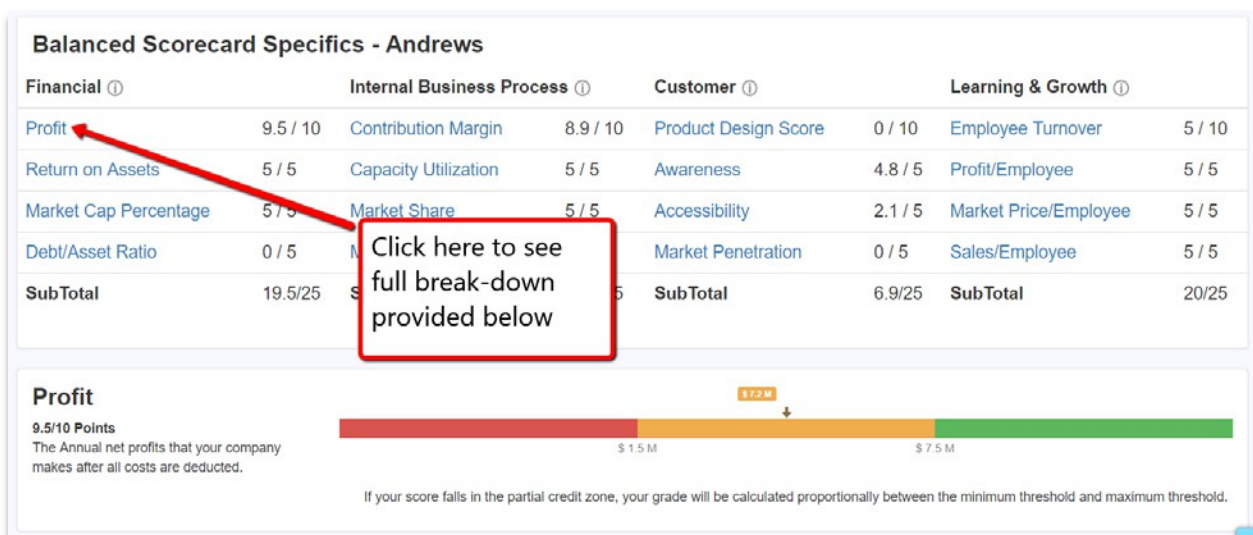 Balanced Scorecard Specifics - Andrews
Financial ⓘ Internal Business Process ⓘ Customer ⓘ Learning & Growth ⓘ
Profit 9.5 / 10 Contribution Margin 8.9 / 10 Product Design Score 0 / 10 Employee Turnover 5 / 10
Return on Assets 5 / 5 Capacity Utilization 5 / 5 Awareness 4.8 / 5 Profit/Employee 5 / 5
Market Cap Percentage 5 / 5 Market Share 5 / 5 Accessibility 2.1 / 5 Market Price/Employee 5 / 5
Debt/Asset Ratio 0 / 5 Market Penetration 0 / 5 Sales/Employee 5 / 5
SubTotal 19.5/25 SubTotal 6.9/25 SubTotal 20/25
Click here to see
full break-down
provided below
Profit
9.5/10 Points
The Annual net profits that your company
makes after all costs are deducted.
$ 7.2 M
$ 1.5 M $ 7.5 M
If your score falls in the partial credit zone, your grade will be calculated proportionally between the minimum threshold and maximum threshold.